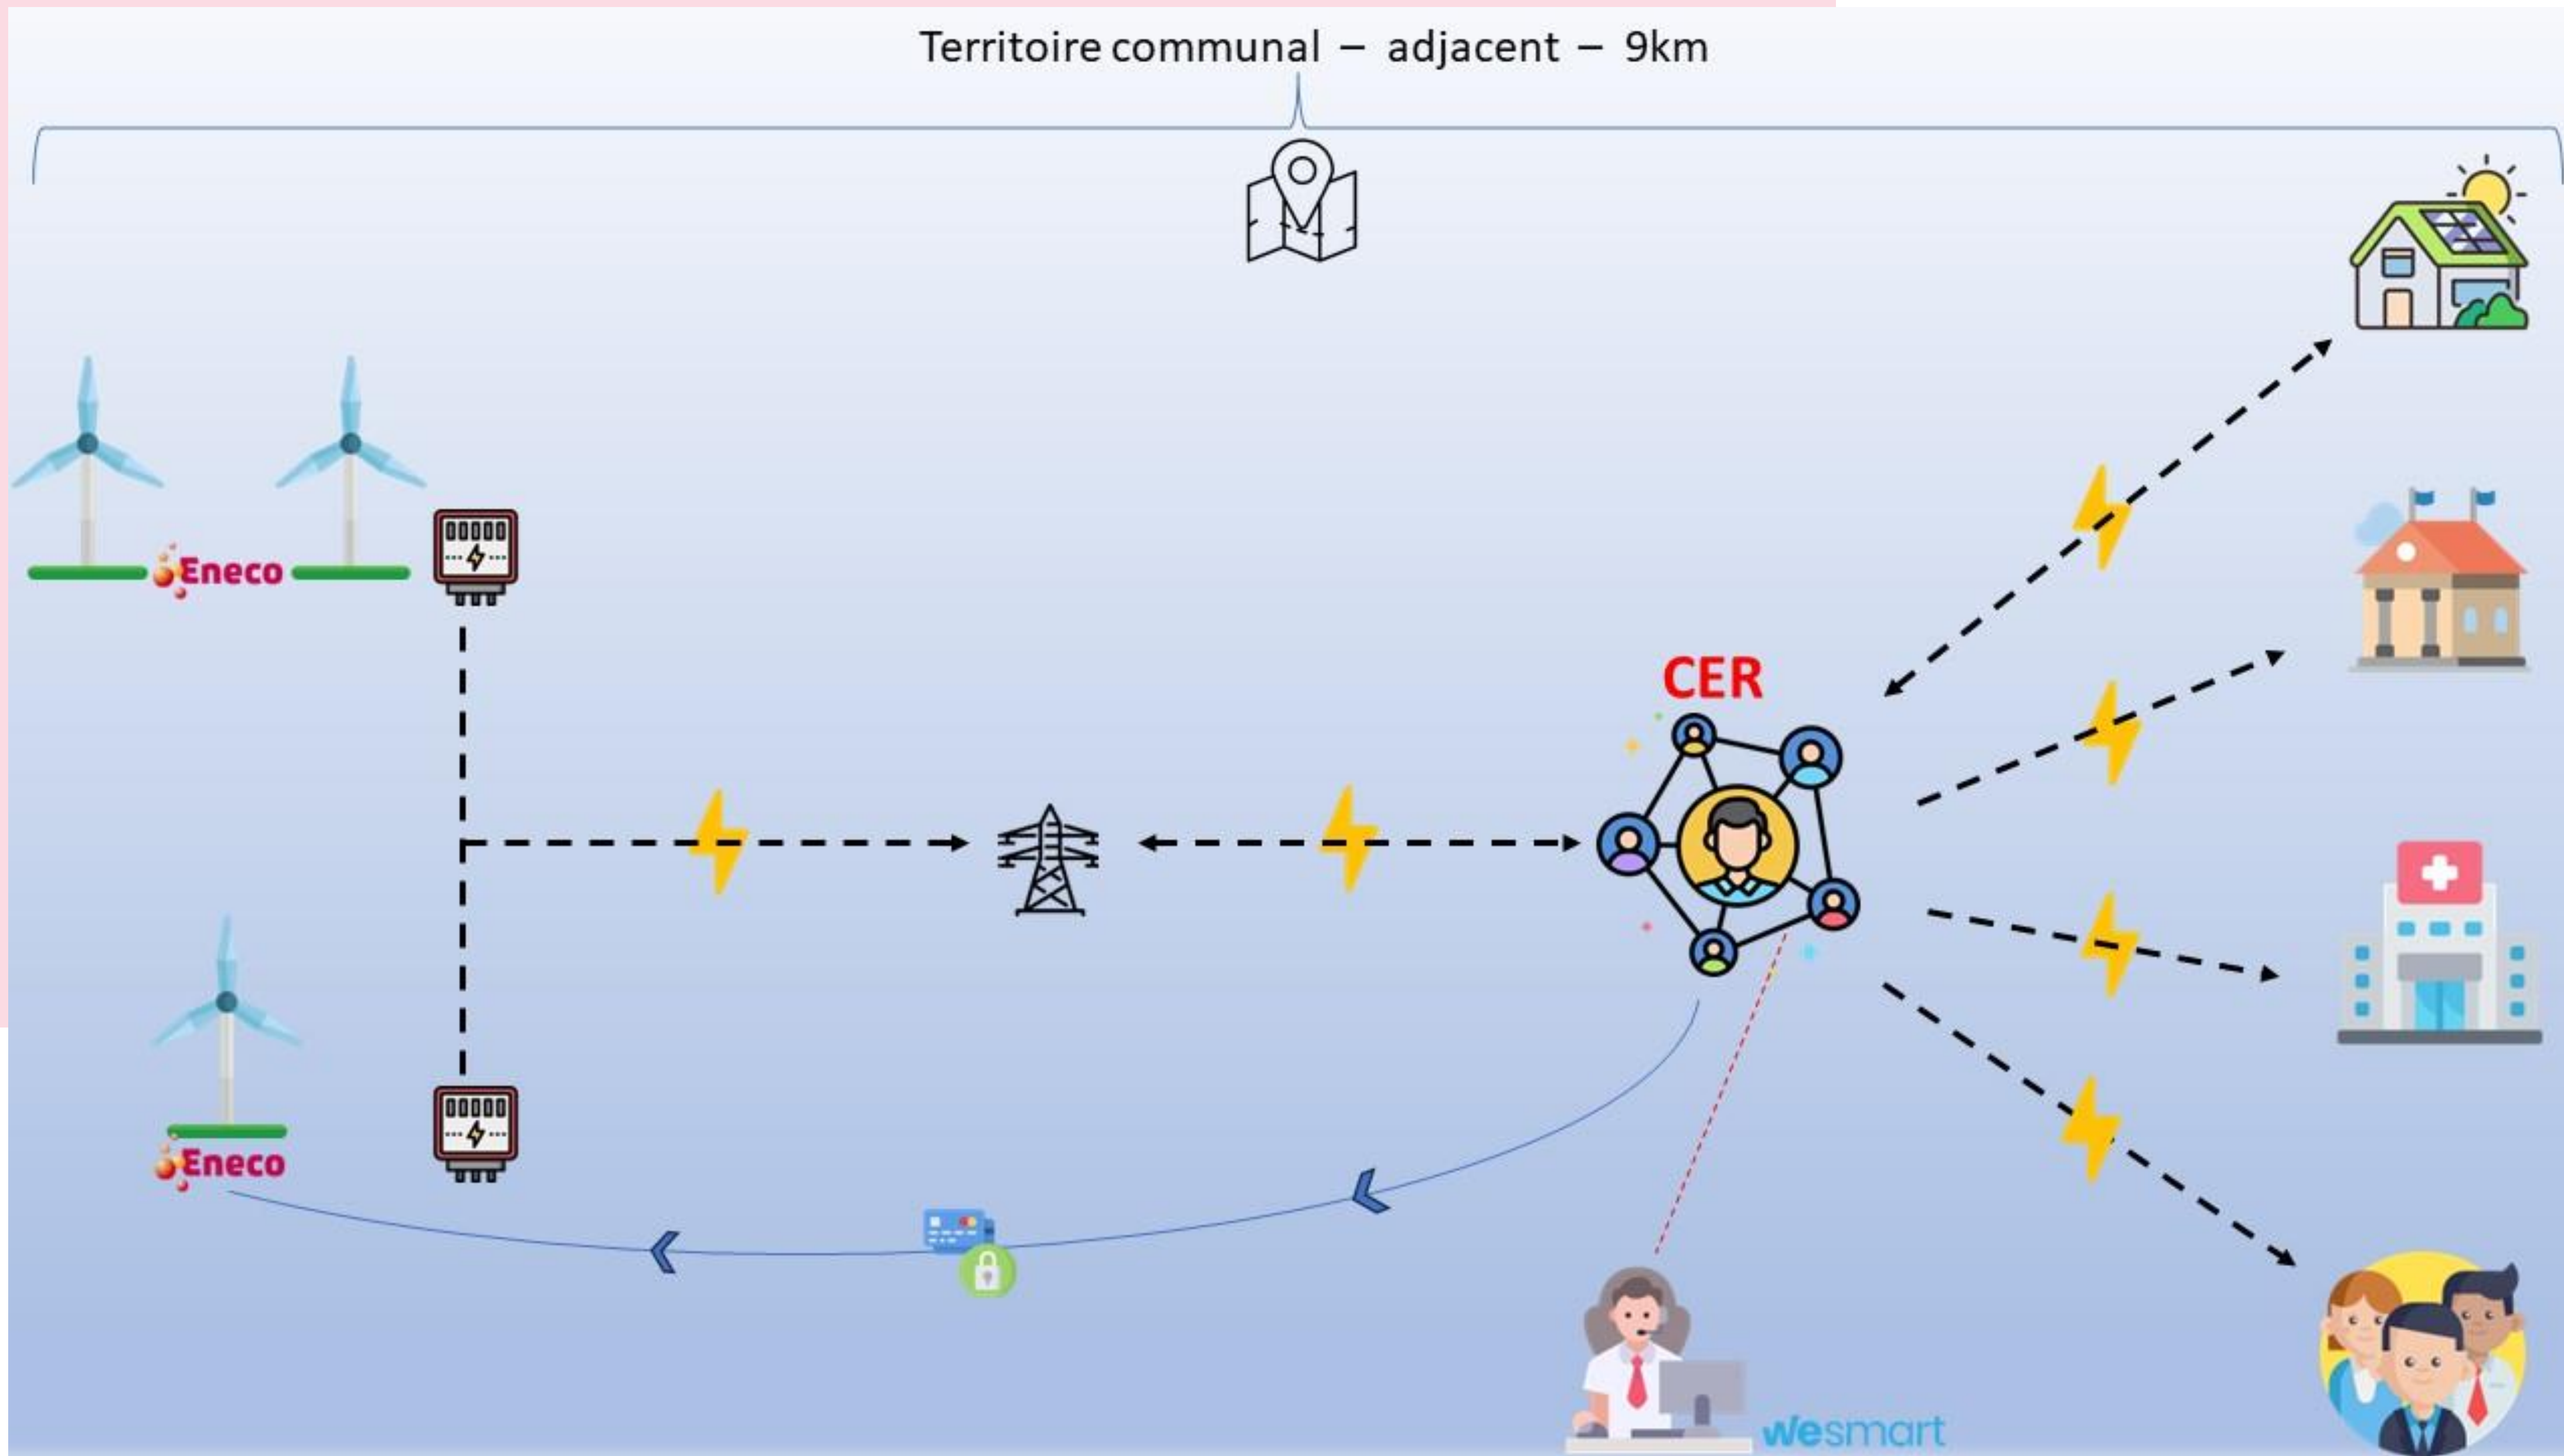 Territoire communal – adjacent – 9km
Eneco
CER
Eneco
wesmart